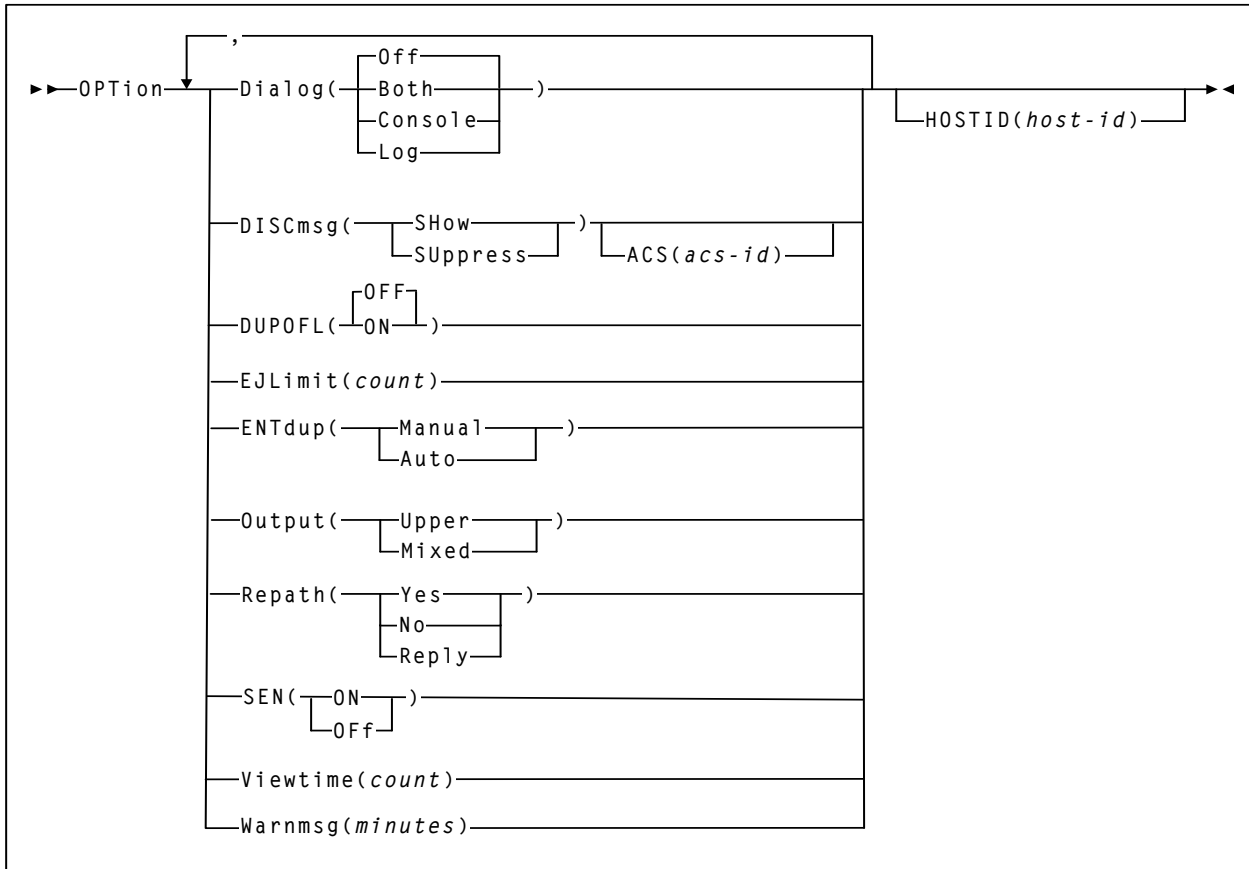 ,
Off
OPTion Dialog( Both ) HOSTID(host-id)
Console
Log
DISCmsg( SHow )
SUppress ACS(acs-id)
OFF
DUPOFL( ON )
EJLimit(count)
ENTdup( Manual )
Auto
Output( Upper )
Mixed
Repath( Yes )
No
Reply
SEN( ON )
OFf
Viewtime(count)
Warnmsg(minutes)